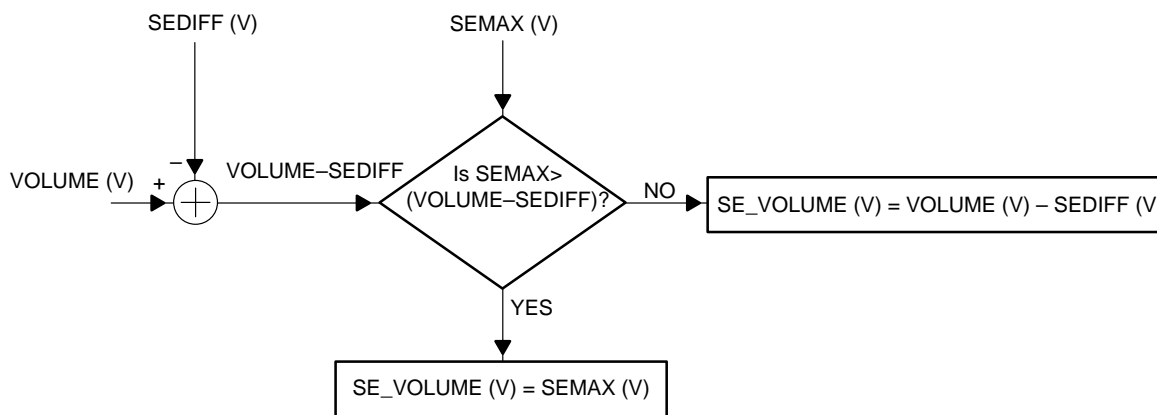 SEDIFF (V)
SEMAX (V)
–
VOLUME (V)
+
VOLUME–SEDIFF
Is SEMAX>
(VOLUME–SEDIFF)?
NO
SE_VOLUME (V) = VOLUME (V) – SEDIFF (V
YES
SE_VOLUME (V) = SEMAX (V)